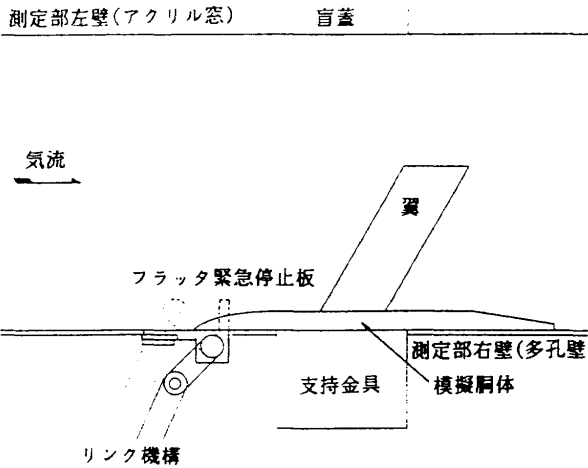 測定部左壁(アクリル窓) 盲蓋
気流
翼
フラッタ緊急停止板
測定部右壁(多孔壁
支持金具 模擬胴体
リンク機構